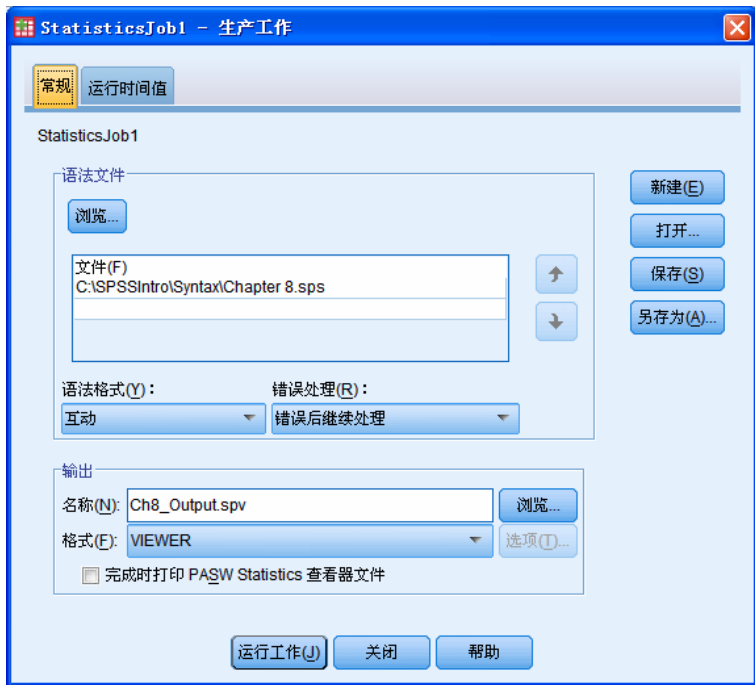 StatisticsJob1 - 生产工作
常规 运行时间值
StatisticsJob1
语法文件
浏览...
文件(F)
C:\SPSSIntro\Syntax\Chapter 8.sps
新建(E)
打开...
保存(S)
另存为(A)...
语法格式(Y)： 错误处理(R)：
互动 错误后继续处理
输出
名称(N): Ch8_Output.spv 浏览...
格式(F): VIEWER 选项(T)...
完成时打印 PASW Statistics 查看器文件
运行工作(J) 关闭 帮助